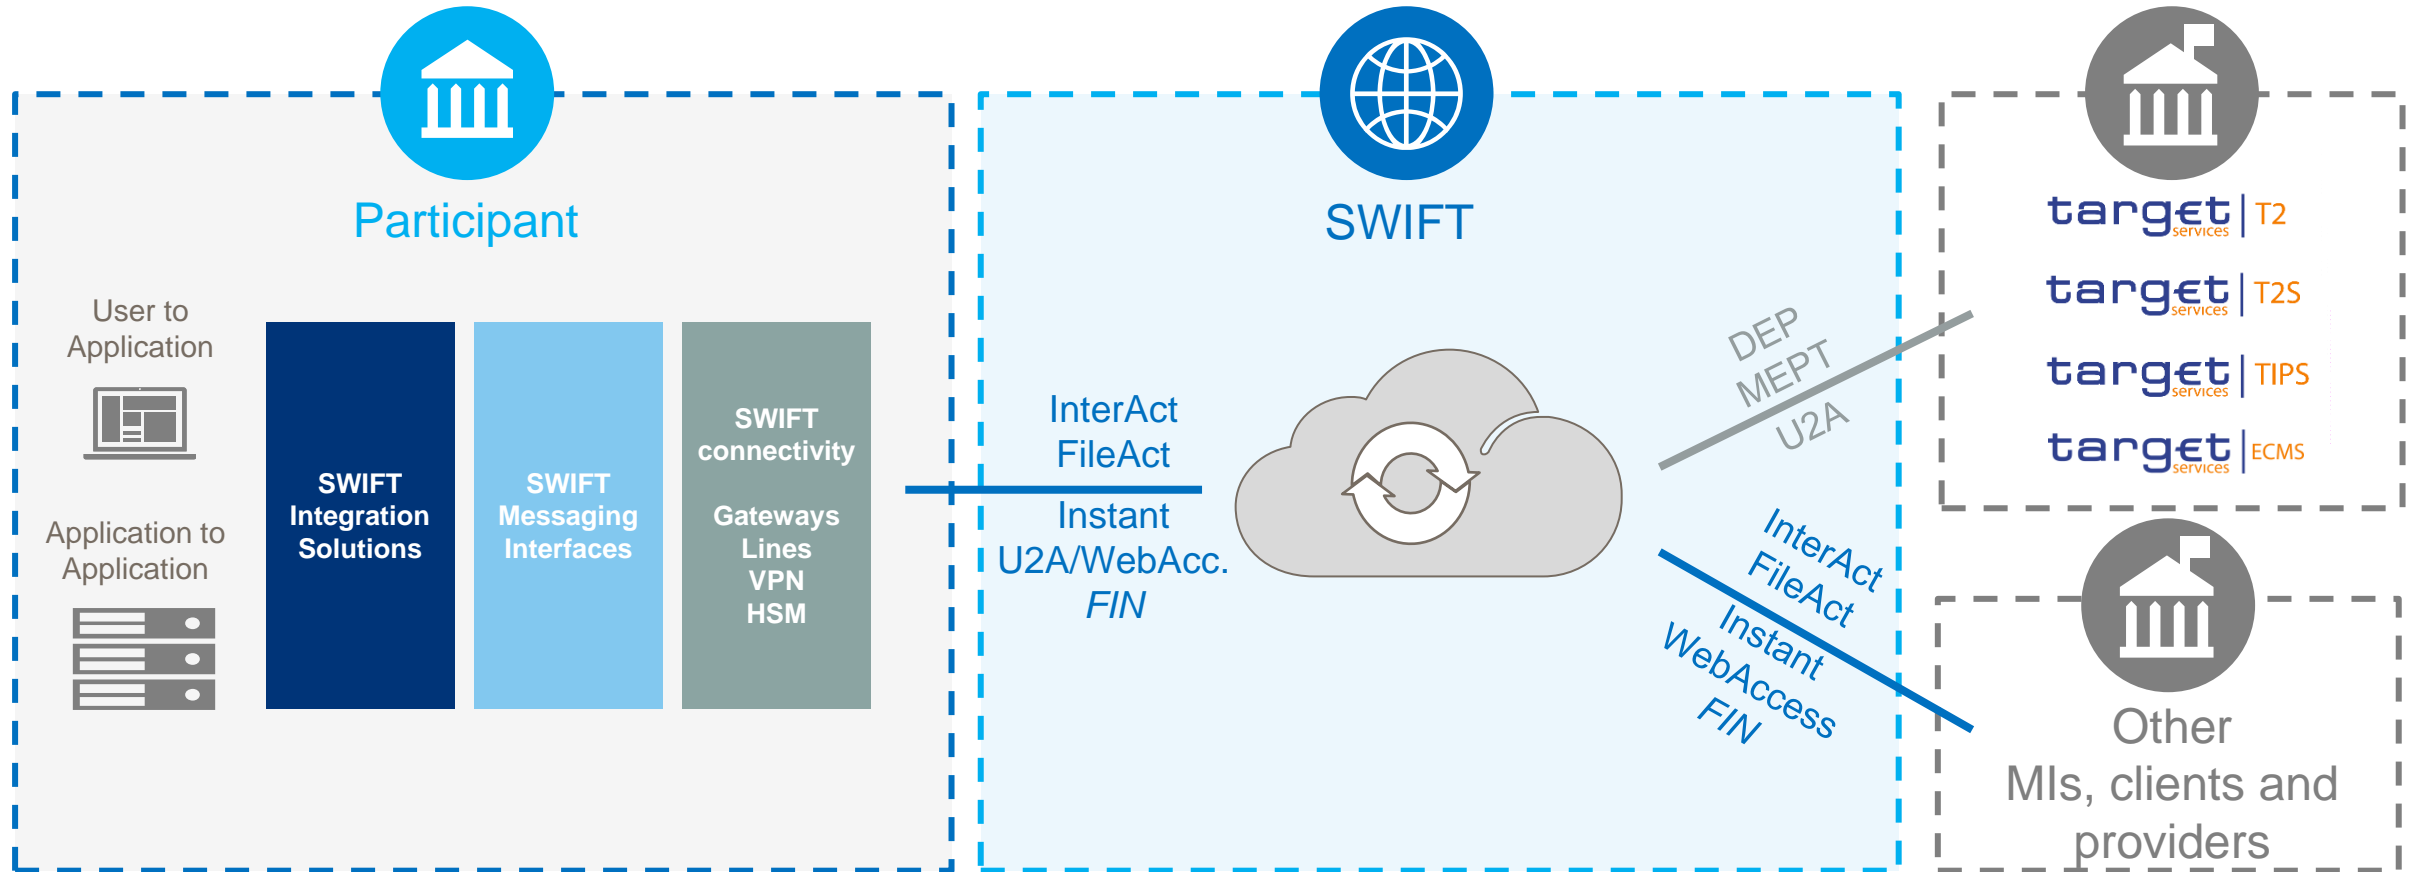 Participant
User to
Application
Application to
Application
SWIFT
Integration
Solutions
SWIFT
Messaging
Interfaces
SWIFT
connectivity
Gateways
Lines
VPN
HSM
SWIFT
InterAct
FileAct
Instant
U2A/WebAcc.
FIN
DEP
MEPT
U2A
InterAct
FileAct
Instant
WebAccess
FIN
target services | T2
target services | T2S
target services | TIPS
target services | ECMS
Other
MIs, clients and
providers